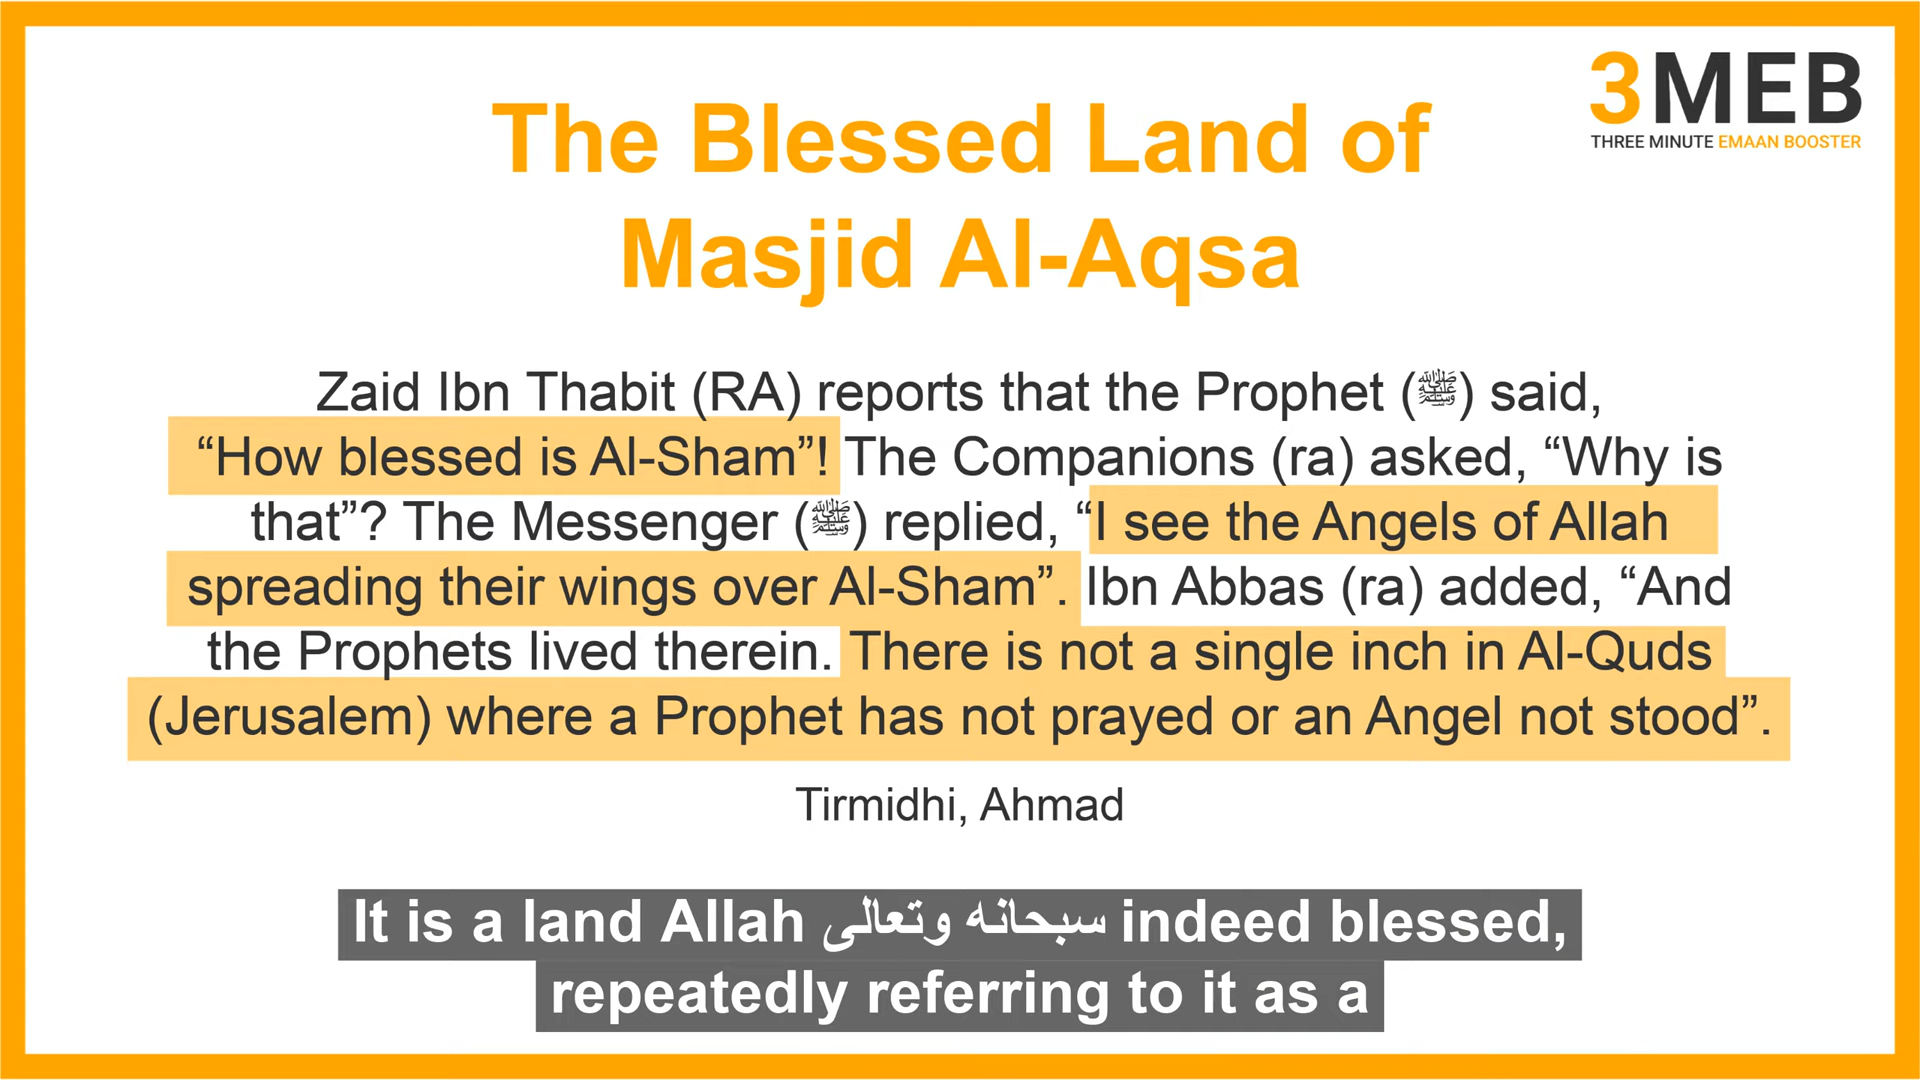 3MEB
THREE MINUTE EMAAN BOOSTER
The Blessed Land of
Masjid Al-Aqsa
Zaid Ibn Thabit (RA) reports that the Prophet (ﷺ) said,
“How blessed is Al-Sham”! The Companions (ra) asked, “Why is
that”? The Messenger (ﷺ) replied, “I see the Angels of Allah
spreading their wings over Al-Sham”. Ibn Abbas (ra) added, “And
the Prophets lived therein. There is not a single inch in Al-Quds
(Jerusalem) where a Prophet has not prayed or an Angel not stood”.
Tirmidhi, Ahmad
It is a land Allah سبحانه وتعالى indeed blessed,
repeatedly referring to it as a